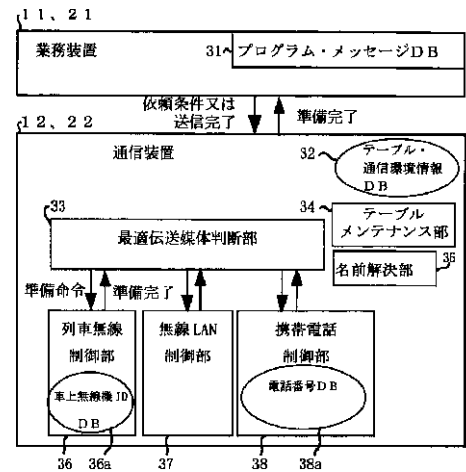 11、21
業務装置
31
プログラム・メッセージDB
依頼条件又は
送信完了
準備完了
12、22
通信装置
32
テーブル・
通信環境情報
DB
33
最適伝送媒体判断部
34
テーブル
メンテナンス部
名前解決部
35
準備命令
準備完了
列車無線
制御部
車上無線機ID
DB
無線LAN
制御部
携帯電話
制御部
電話番号DB
36
36a
37
38
38a